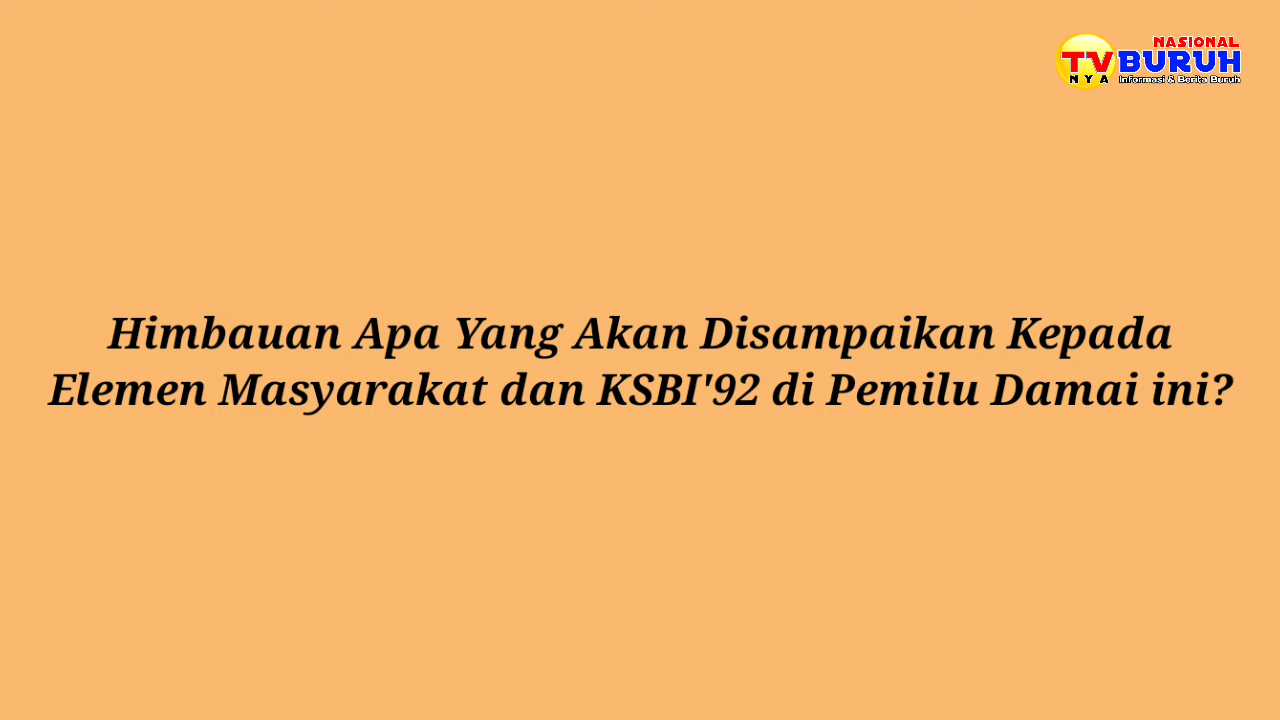 NASIONAL
TV BURUH
NYA Informasi & Berita Buruh
Himbauan Apa Yang Akan Disampaikan Kepada
Elemen Masyarakat dan KSBI'92 di Pemilu Damai ini?